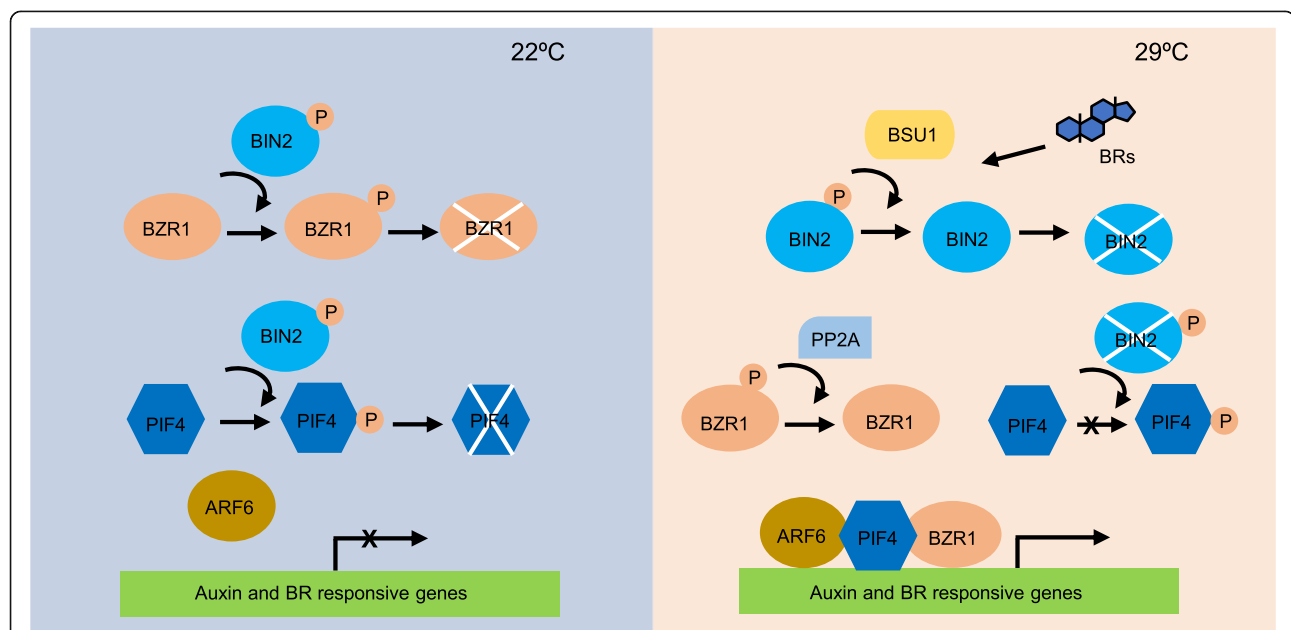 22ºC
P
BIN2
P
BZR1
BZR1
BZR1
P
BIN2
PIF4
PIF4
P
PIF4
ARF6
X
Auxin and BR responsive genes
29ºC
BSU1
BRs
P
BIN2
BIN2
BIN2
PP2A
BIN2
P
P
BZR1
BZR1
PIF4
X
PIF4
P
ARF6
PIF4
BZR1
Auxin and BR responsive genes